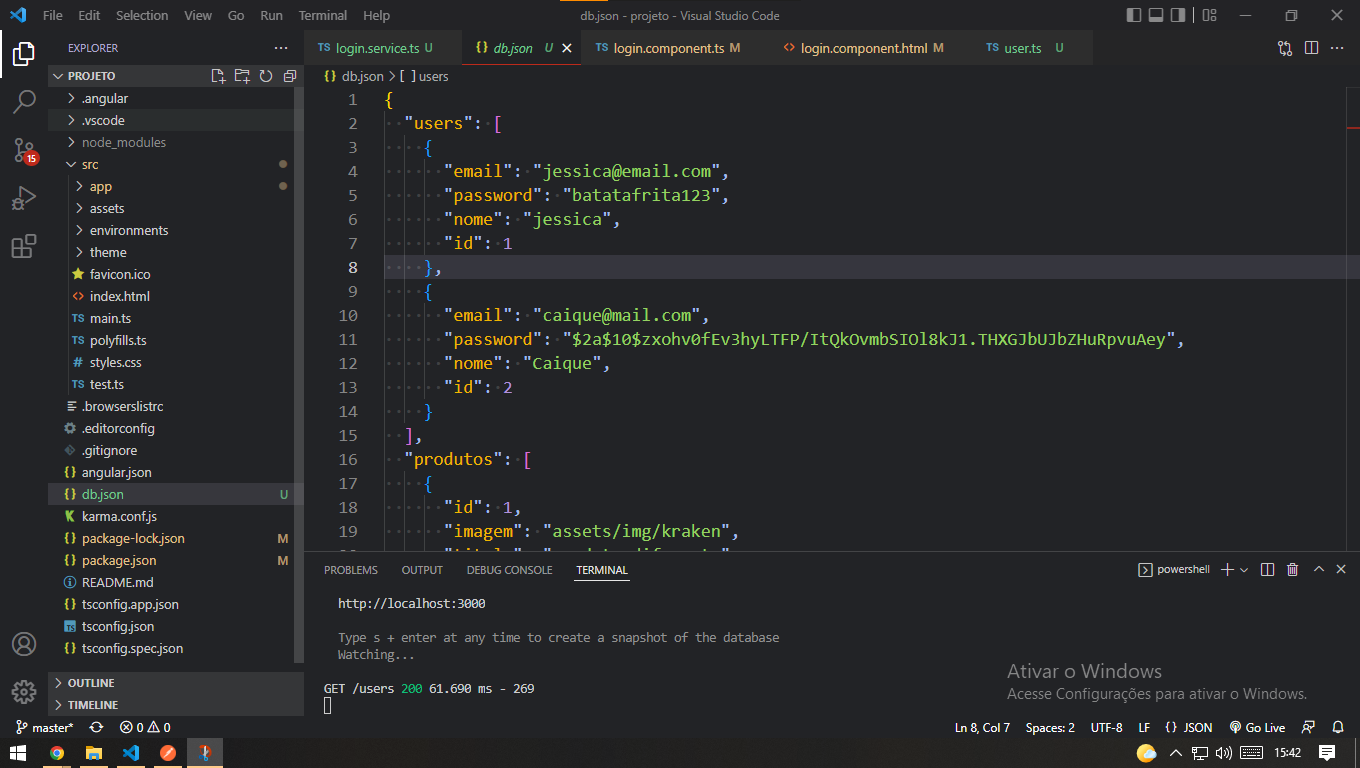 File Edit Selection View Go Run Terminal Help db.json - projeto - Visual Studio Code
EXPLORER
TS login.service.ts U {} db.json U TS login.component.ts M <> login.component.html M TS user.ts U
PROJETO
{} db.json > [ ] users
.angular
.vscode
node_modules
src
app
assets
environments
theme
favicon.ico
<> index.html
TS main.ts
TS polyfills.ts
# styles.css
TS test.ts
.browserslistrc
.editorconfig
.gitignore
{} angular.json
{} db.json U
karma.conf.js
{} package-lock.json M
{} package.json M
README.md
{} tsconfig.app.json
TS tsconfig.json
{} tsconfig.spec.json
OUTLINE
TIMELINE
15
1 {
2 "users": [
3 {
4 "email": "jessica@email.com",
5 "password": "batatafrita123",
6 "nome": "jessica",
7 "id": 1
8 },
9 {
10 "email": "caique@mail.com",
11 "password": "$2a$10$zxohv0fEv3hyLTFP/ItQkOvmbSIOl8kJ1.THXGJbUJbZHuRpvuAey",
12 "nome": "Caique",
13 "id": 2
14 }
15 ],
16 "produtos": [
17 {
18 "id": 1,
19 "imagem": "assets/img/kraken",
PROBLEMS OUTPUT DEBUG CONSOLE TERMINAL powershell
http://localhost:3000
Type s + enter at any time to create a snapshot of the database
Watching...
GET /users 200 61.690 ms - 269
Ativar o Windows
Acesse Configurações para ativar o Windows.
master* 0 0 Ln 8, Col 7 Spaces: 2 UTF-8 LF {} JSON Go Live
15:42